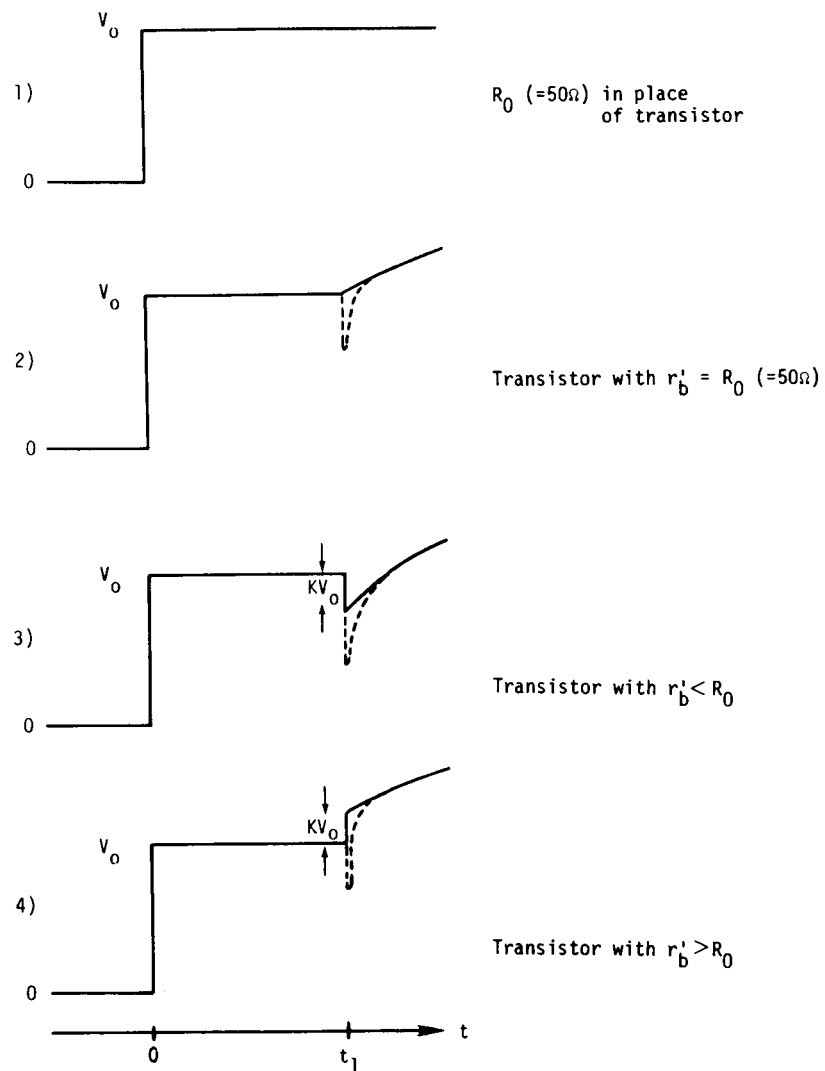 V₀
1)
R₀ (=50Ω) in place
of transistor
0
V₀
2)
Transistor with r'b = R₀ (=50Ω)
0
V₀
KV₀
3)
Transistor with r'b < R₀
0
V₀
KV₀
4)
Transistor with r'b > R₀
0
t
0
t₁